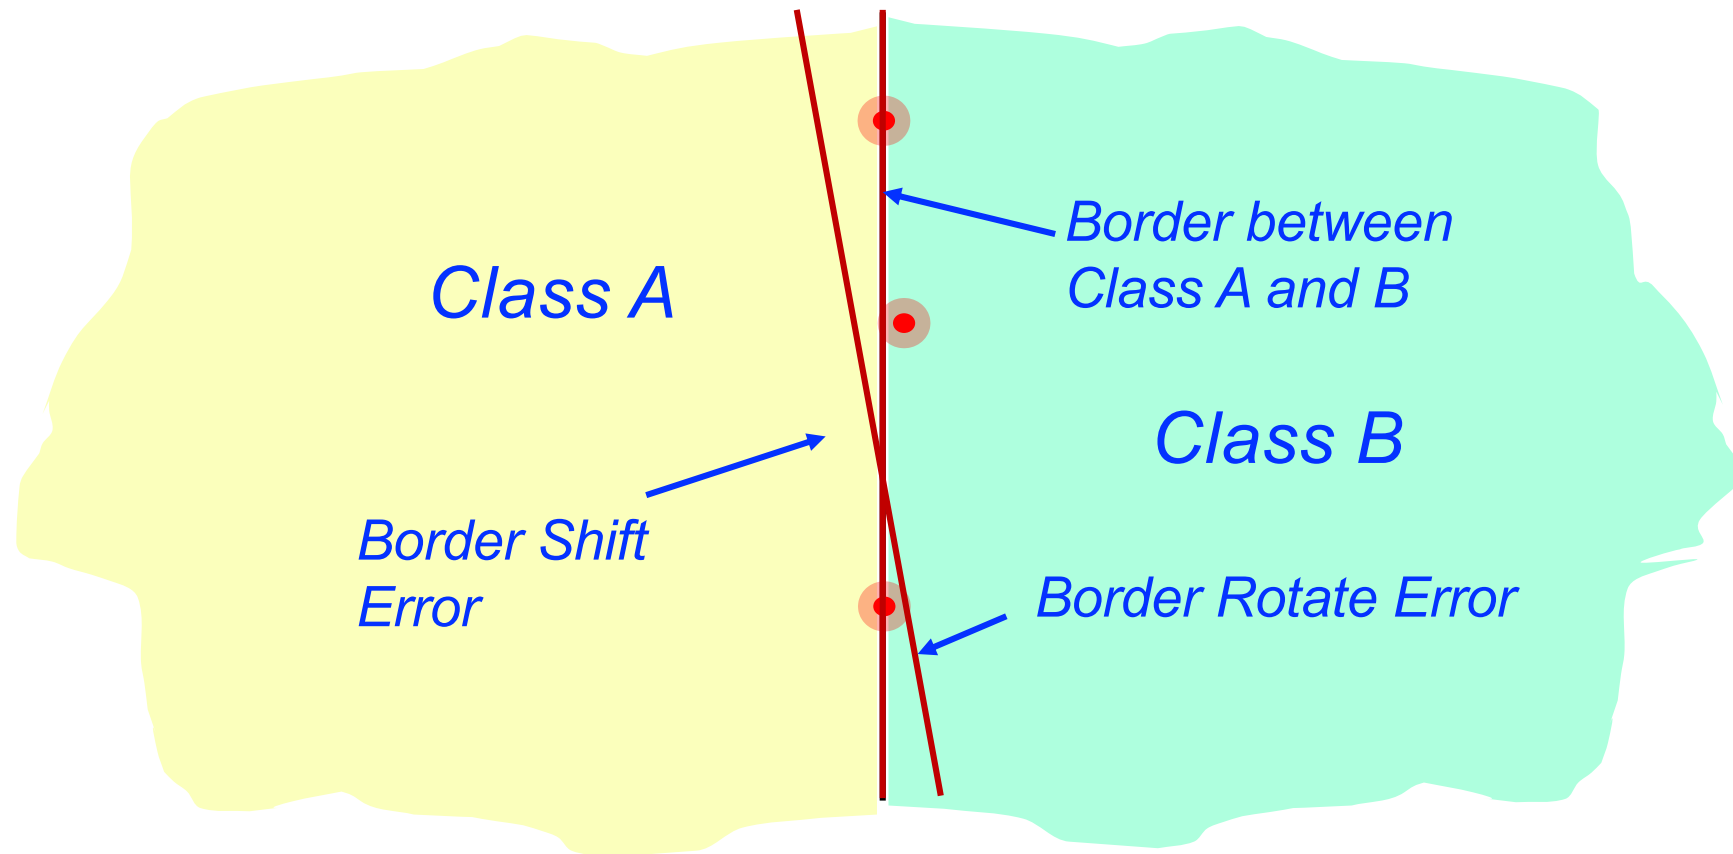 Border between
Class A and B
Class A
Class B
Border Shift
Error
Border Rotate Error